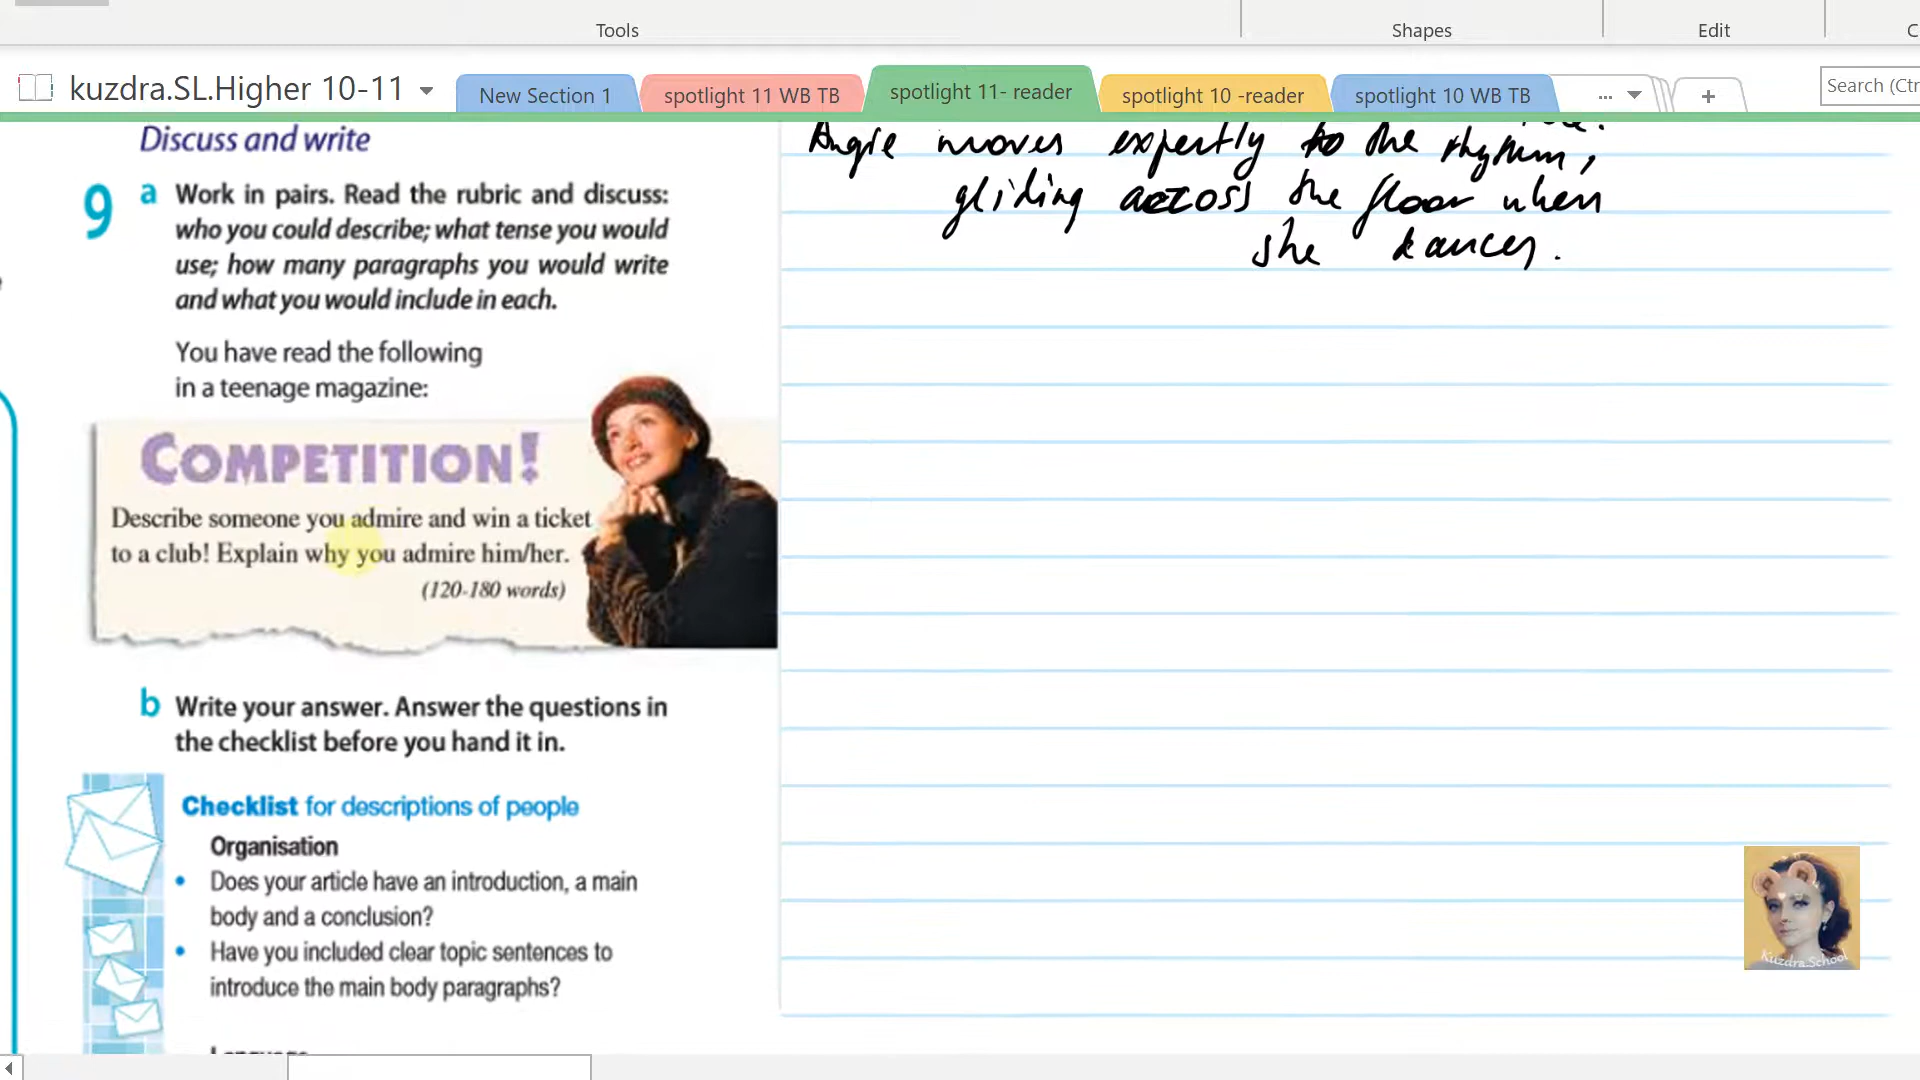 Tools
Shapes
Edit
kuzdra.SL.Higher 10-11
New Section 1
spotlight 11 WB TB
spotlight 11- reader
spotlight 10 -reader
spotlight 10 WB TB
...
+
Search (Ctr
Discuss and write
9 a Work in pairs. Read the rubric and discuss:
who you could describe; what tense you would
use; how many paragraphs you would write
and what you would include in each.
You have read the following
in a teenage magazine:
COMPETITION!
Describe someone you admire and win a ticket
to a club! Explain why you admire him/her.
(120-180 words)
b Write your answer. Answer the questions in
the checklist before you hand it in.
Checklist for descriptions of people
Organisation
• Does your article have an introduction, a main
body and a conclusion?
• Have you included clear topic sentences to
introduce the main body paragraphs?
Angie moves expertly to the rhythm,
gliding across the floor when
she dances.
Kuzdra.School